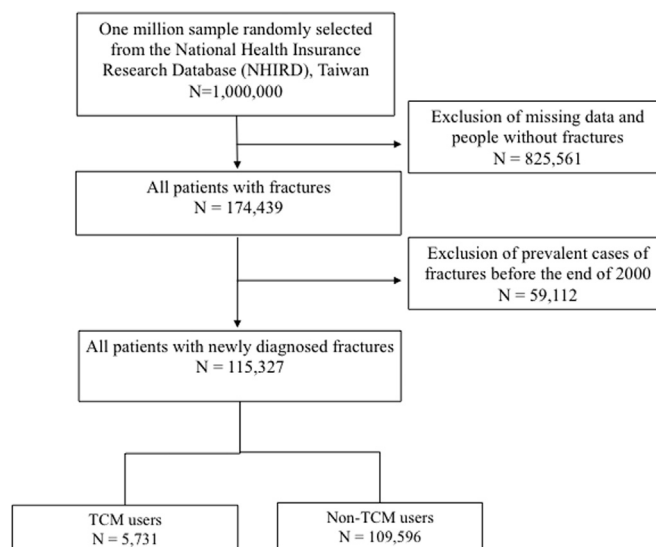 One million sample randomly selected
from the National Health Insurance
Research Database (NHIRD), Taiwan
N=1,000,000
Exclusion of missing data and
people without fractures
N = 825,561
All patients with fractures
N = 174,439
Exclusion of prevalent cases of
fractures before the end of 2000
N = 59,112
All patients with newly diagnosed fractures
N = 115,327
TCM users
N = 5,731
Non-TCM users
N = 109,596